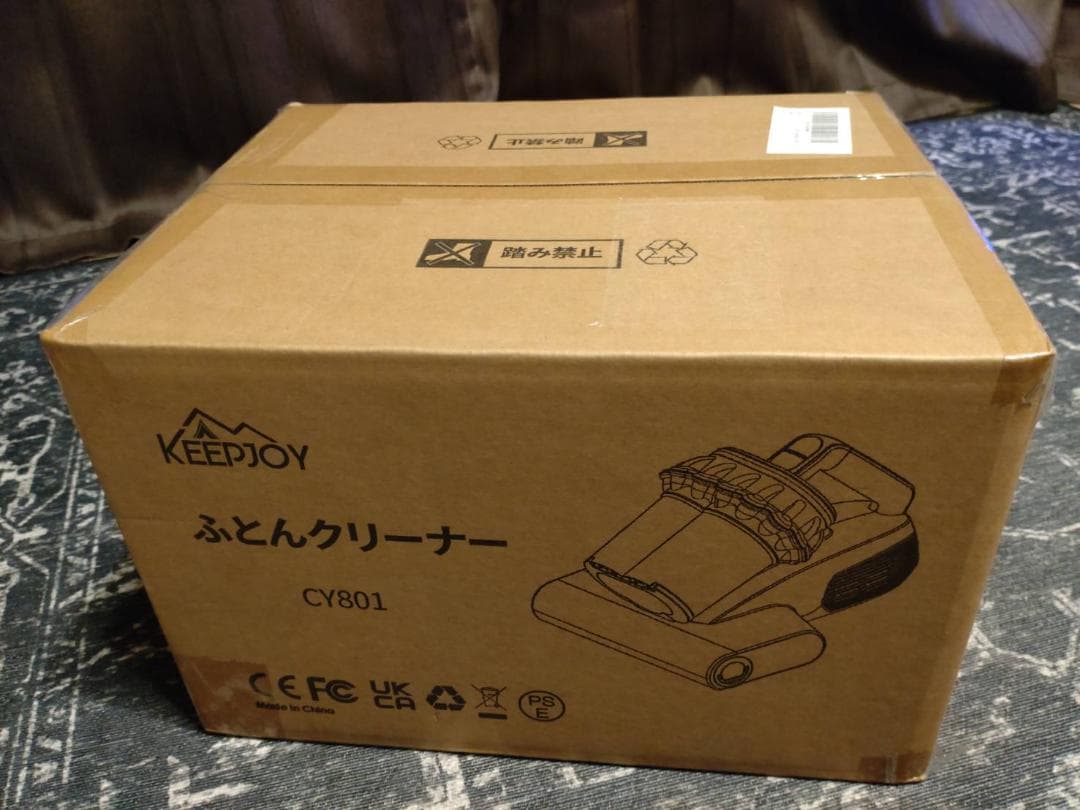 踏み禁止
踏み禁止
KEEPJOY
ふとんクリーナー
CY801
CE FC UK CA PS E
Made in China